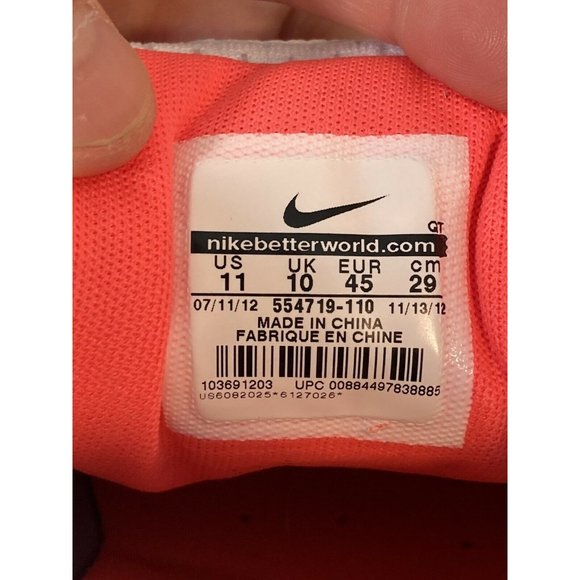 QT
nikebetterworld.com
US UK EUR cm
11 10 45 29
07/11/12 554719-110 11/13/12
MADE IN CHINA
FABRIQUE EN CHINE
103691203 UPC 00884497838885
US6082025*6127026*